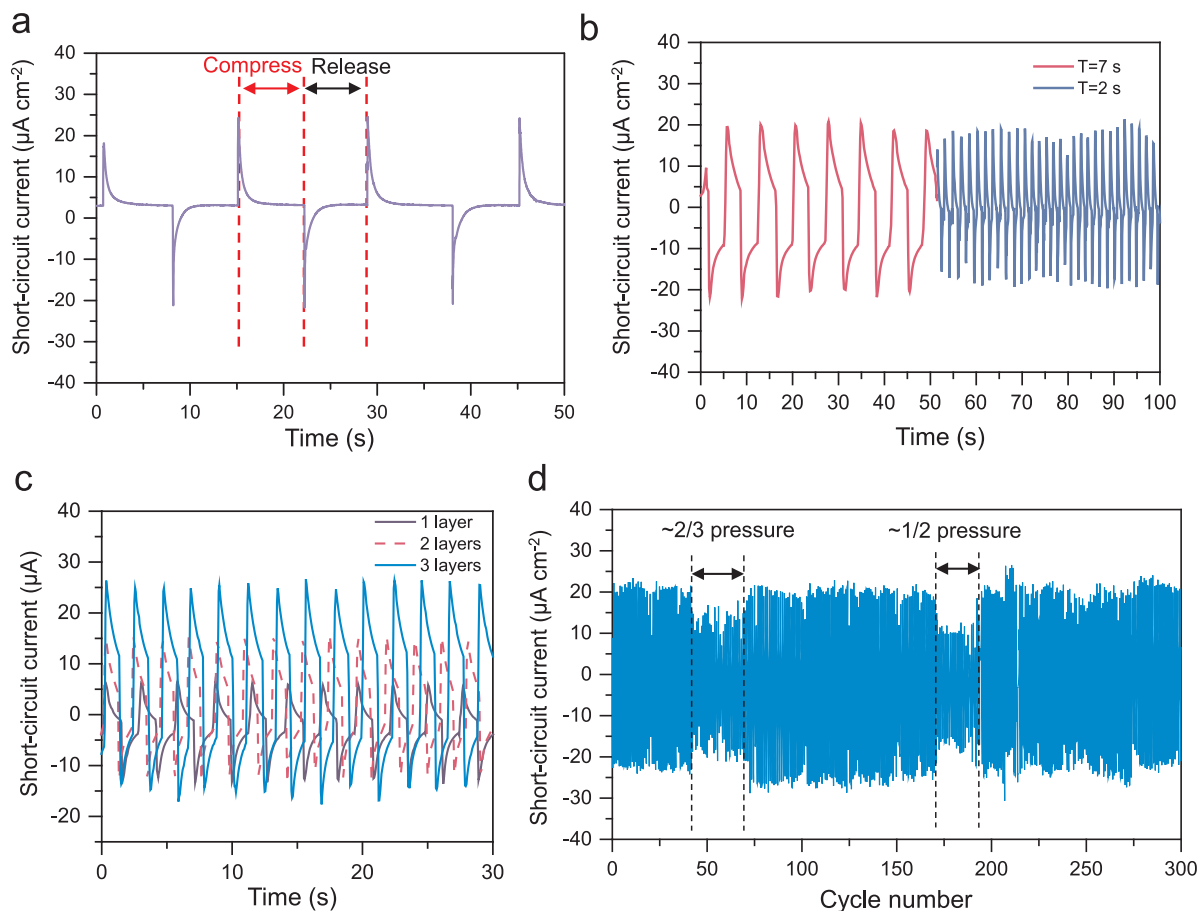 a
Short-circuit current (µA cm⁻²)
40
30
20
10
0
-10
-20
-30
-40
Compress
Release
0
10
20
30
40
50
Time (s)
b
Short-circuit current (µA cm⁻²)
40
30
20
10
0
-10
-20
-30
-40
T=7 s
T=2 s
0
10
20
30
40
50
60
70
80
90
100
Time (s)
c
Short-circuit current (µA)
40
30
20
10
0
-10
-20
1 layer
2 layers
3 layers
0
10
20
30
Time (s)
d
Short-circuit current (µA cm⁻²)
40
30
20
10
0
-10
-20
-30
-40
~2/3 pressure
~1/2 pressure
0
50
100
150
200
250
300
Cycle number